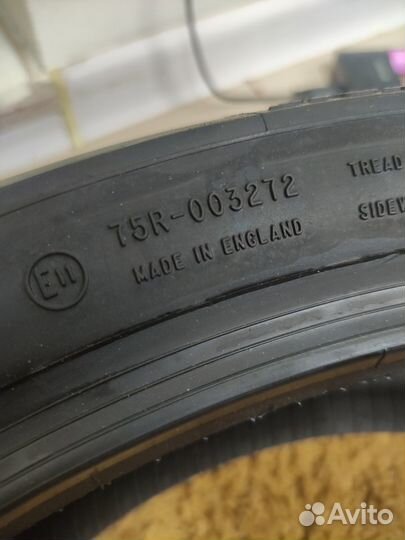 75R-003272
TREAD
E11
MADE IN ENGLAND
SIDEW
Avito